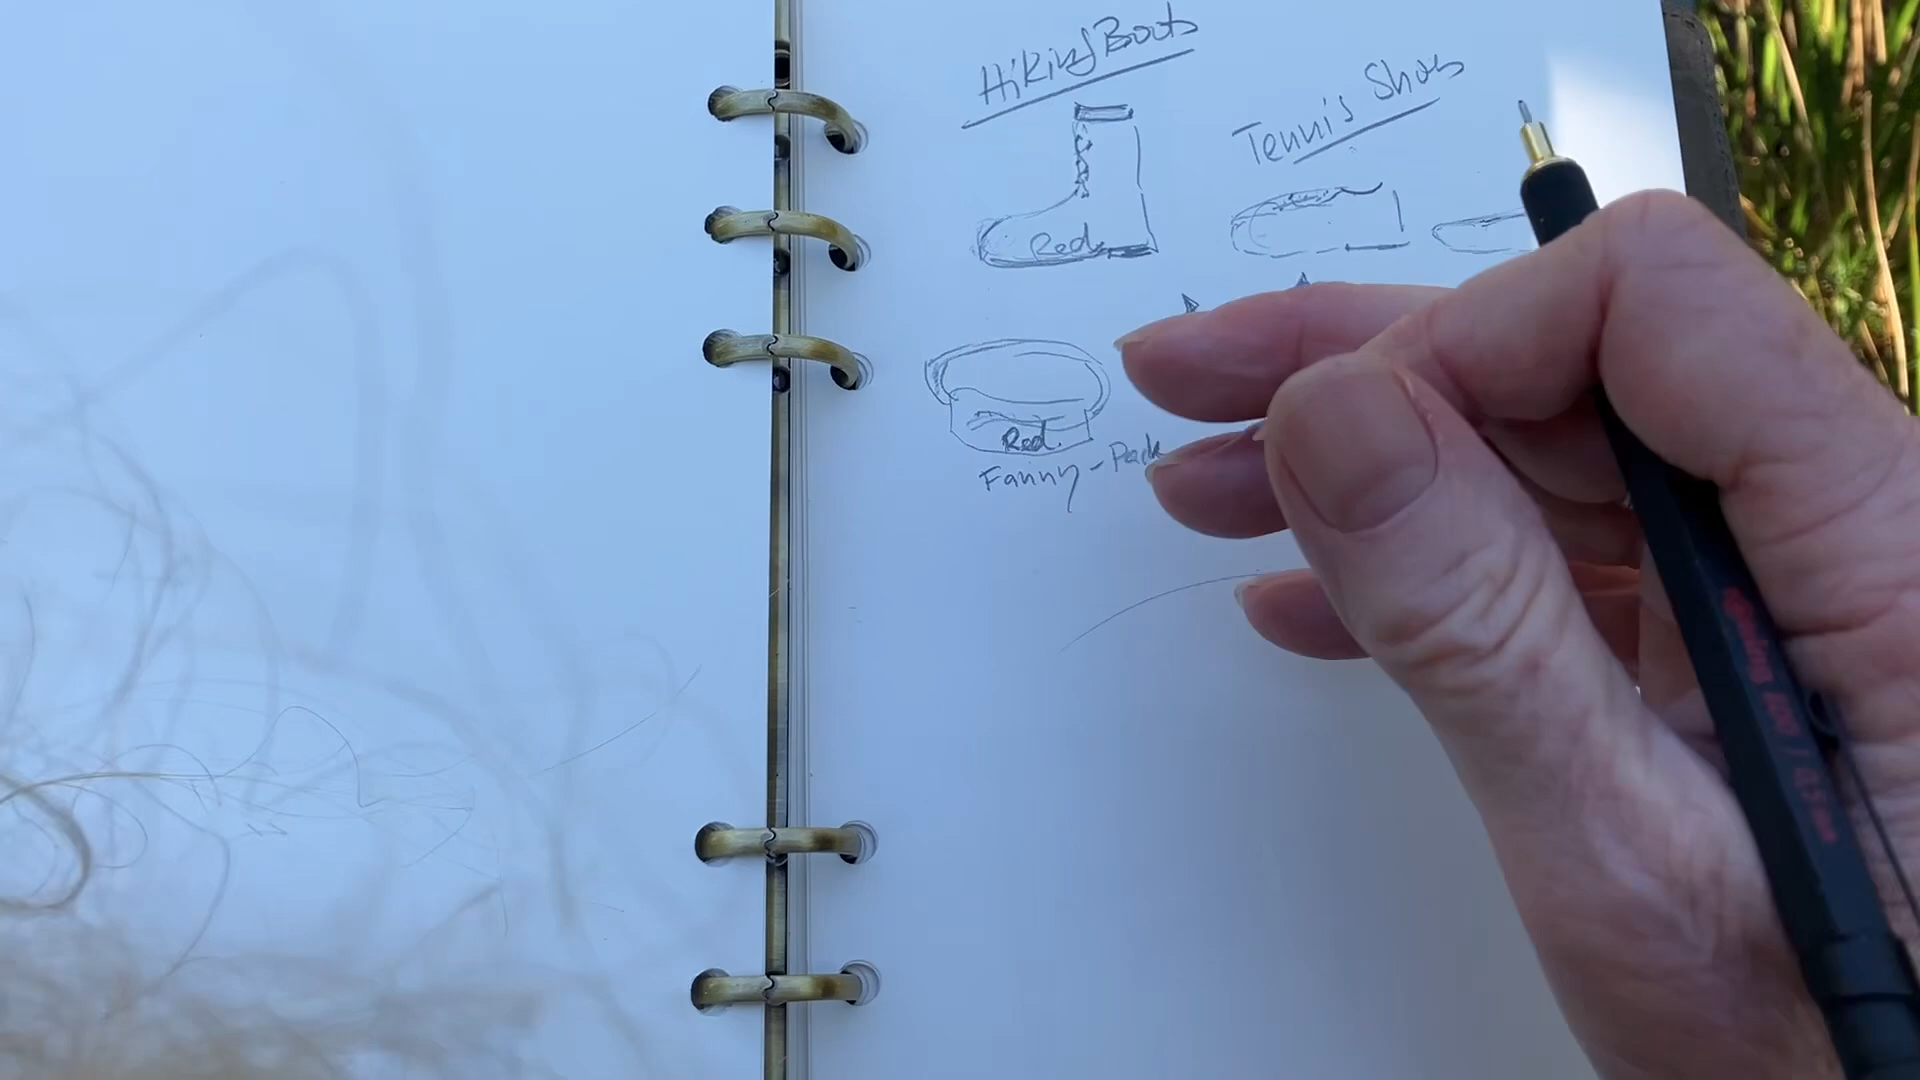 Hiking Boots
Tennis Shoes
Red
Red
Fanny-Pack